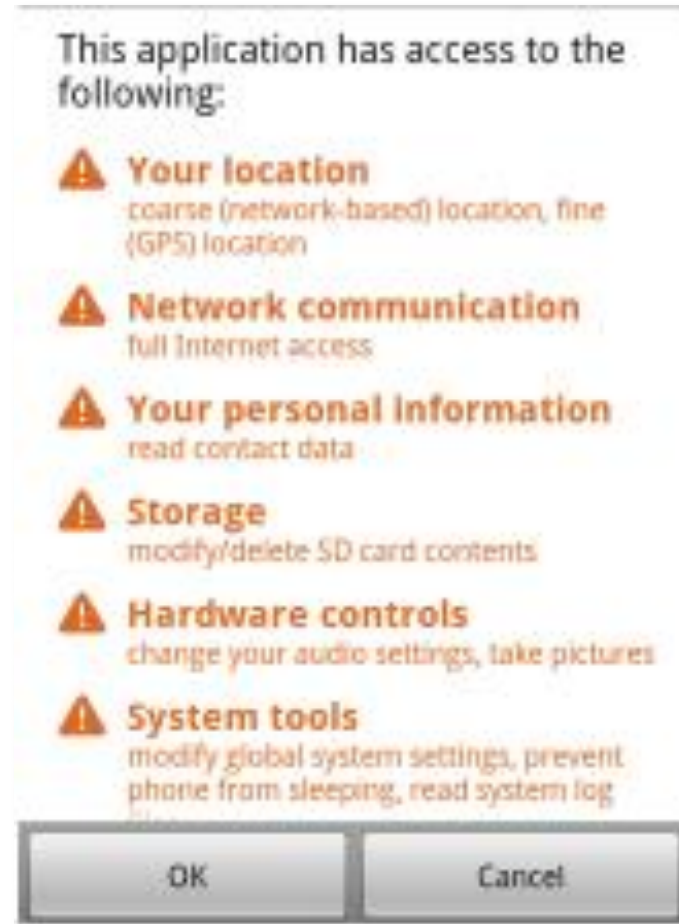 This application has access to the
following:
Your location
coarse (network-based) location, fine
(GPS) location
Network communication
full Internet access
Your personal information
read contact data
Storage
modify/delete SD card contents
Hardware controls
change your audio settings, take pictures
System tools
modify global system settings, prevent
phone from sleeping, read system log
OK
Cancel